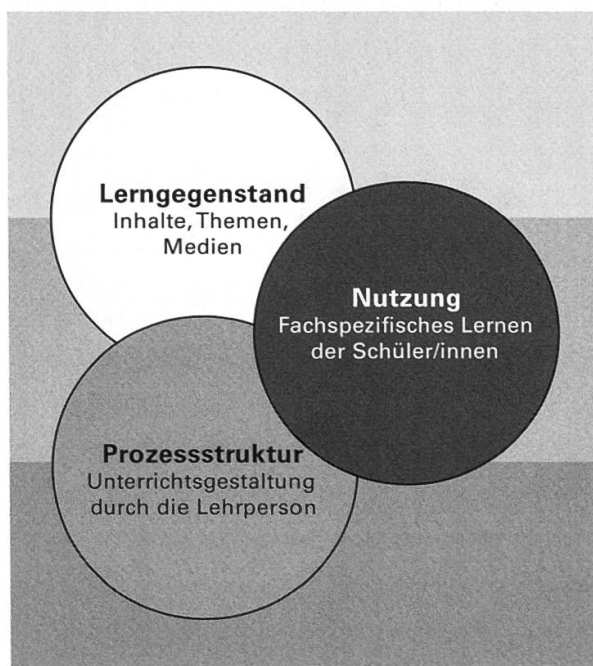 Lerngegenstand
Inhalte, Themen,
Medien
Nutzung
Fachspezifisches Lernen
der Schüler/innen
Prozessstruktur
Unterrichtsgestaltung
durch die Lehrperson